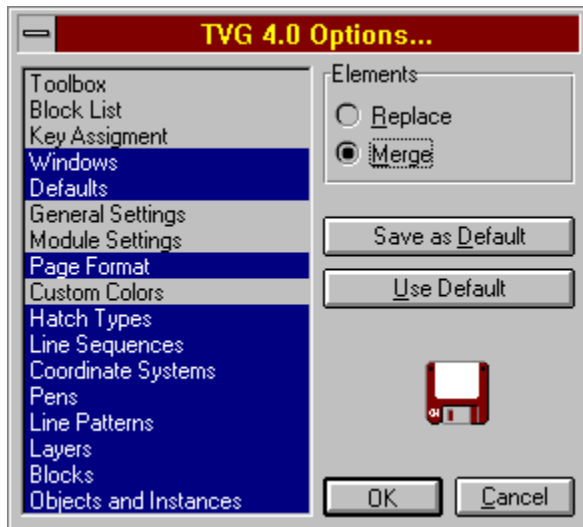 TVG 4.0 Options...
Toolbox
Block List
Key Assigment
Windows
Defaults
General Settings
Module Settings
Page Format
Custom Colors
Hatch Types
Line Sequences
Coordinate Systems
Pens
Line Patterns
Layers
Blocks
Objects and Instances
Elements
Replace
Merge
Save as Default
Use Default
OK
Cancel